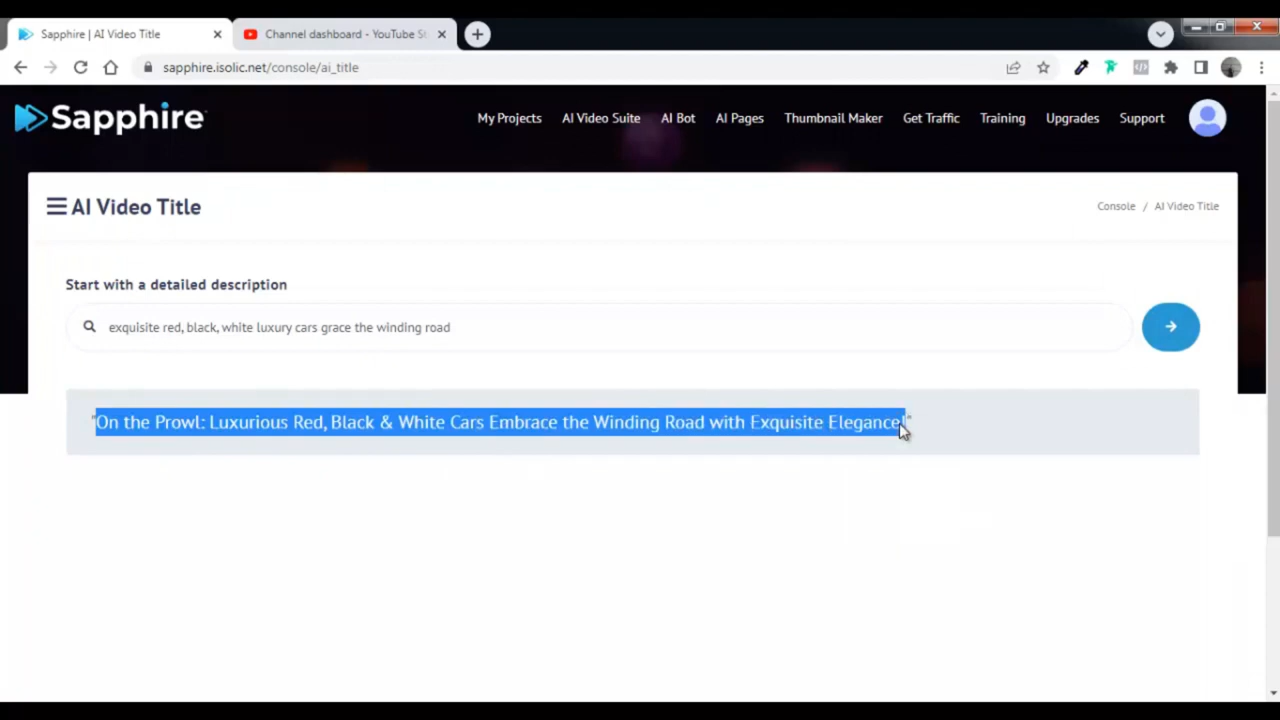 Sapphire | AI Video Title
Channel dashboard - YouTube St
sapphire.isolic.net/console/ai_title
Sapphire
My Projects AI Video Suite AI Bot AI Pages Thumbnail Maker Get Traffic Training Upgrades Support
AI Video Title
Console / AI Video Title
Start with a detailed description
exquisite red, black, white luxury cars grace the winding road
"On the Prowl: Luxurious Red, Black & White Cars Embrace the Winding Road with Exquisite Elegance!"